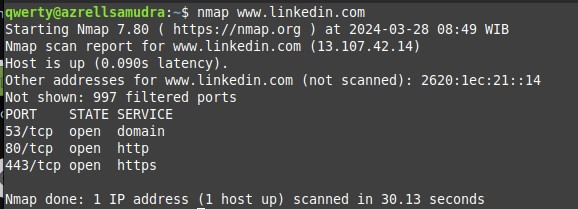 qwerty@azrellsamudra:~$ nmap www.linkedin.com
Starting Nmap 7.80 ( https://nmap.org ) at 2024-03-28 08:49 WIB
Nmap scan report for www.linkedin.com (13.107.42.14)
Host is up (0.090s latency).
Other addresses for www.linkedin.com (not scanned): 2620:1ec:21::14
Not shown: 997 filtered ports
PORT    STATE SERVICE
53/tcp  open  domain
80/tcp  open  http
443/tcp open  https
Nmap done: 1 IP address (1 host up) scanned in 30.13 seconds